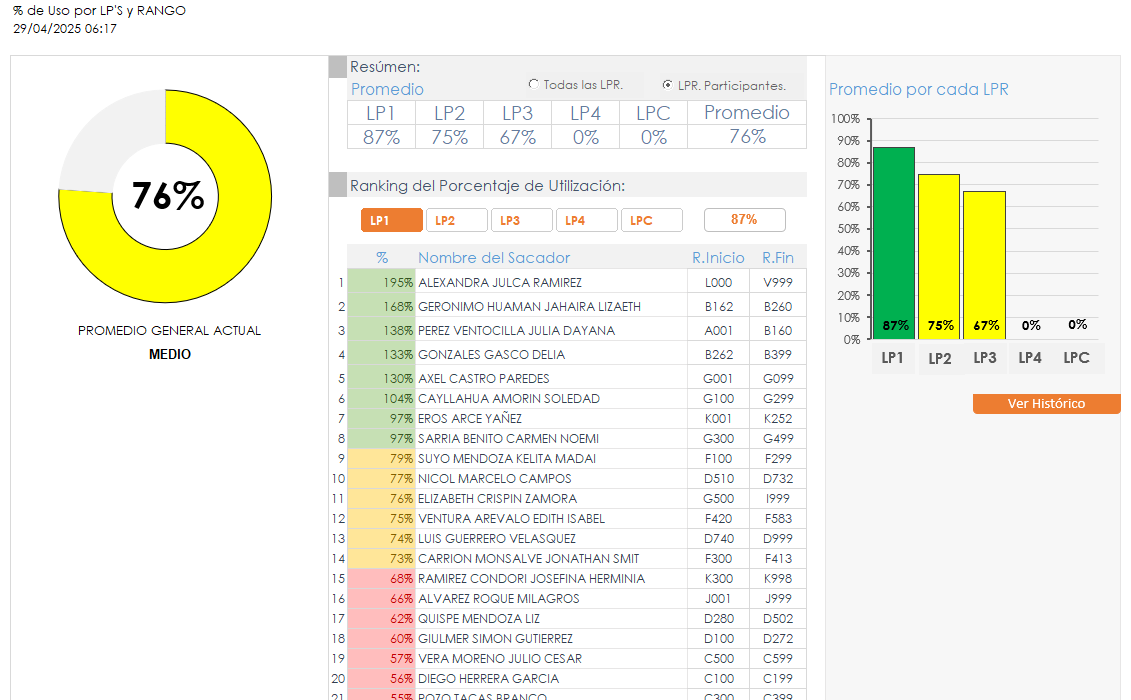 % de Uso por LP'S y RANGO
29/04/2025 06:17
76%
PROMEDIO GENERAL ACTUAL
MEDIO
Resúmen:
Promedio
Todas las LPR.
LPR. Participantes.
LP1 LP2 LP3 LP4 LPC Promedio
87% 75% 67% 0% 0% 76%
Ranking del Porcentaje de Utilización:
LP1 LP2 LP3 LP4 LPC 87%
% Nombre del Sacador R.Inicio R.Fin
1 195% ALEXANDRA JULCA RAMIREZ L000 V999
2 168% GERONIMO HUAMAN JAHAIRA LIZAETH B162 B260
3 138% PEREZ VENTOCILLA JULIA DAYANA A001 B160
4 133% GONZALES GASCO DELIA B262 B399
5 130% AXEL CASTRO PAREDES G001 G099
6 104% CAYLLAHUA AMORIN SOLEDAD G100 G299
7 97% EROS ARCE YAÑEZ K001 K252
8 97% SARRIA BENITO CARMEN NOEMI G300 G499
9 79% SUYO MENDOZA KELITA MADAI F100 F299
10 77% NICOL MARCELO CAMPOS D510 D732
11 76% ELIZABETH CRISPIN ZAMORA G500 I999
12 75% VENTURA AREVALO EDITH ISABEL F420 F583
13 74% LUIS GUERRERO VELASQUEZ D740 D999
14 73% CARRION MONSALVE JONATHAN SMIT F300 F413
15 68% RAMIREZ CONDORI JOSEFINA HERMINIA K300 K998
16 66% ALVAREZ ROQUE MILAGROS J001 J999
17 62% QUISPE MENDOZA LIZ D280 D502
18 60% GIULMER SIMON GUTIERREZ D100 D272
19 57% VERA MORENO JULIO CESAR C500 C599
20 56% DIEGO HERRERA GARCIA C100 C199
21 55% POZO TACAS BRANCO C300 C399
Promedio por cada LPR
100%
90%
80%
70%
60%
50%
40%
30%
20%
10%
0%
87% 75% 67% 0% 0%
LP1 LP2 LP3 LP4 LPC
Ver Histórico